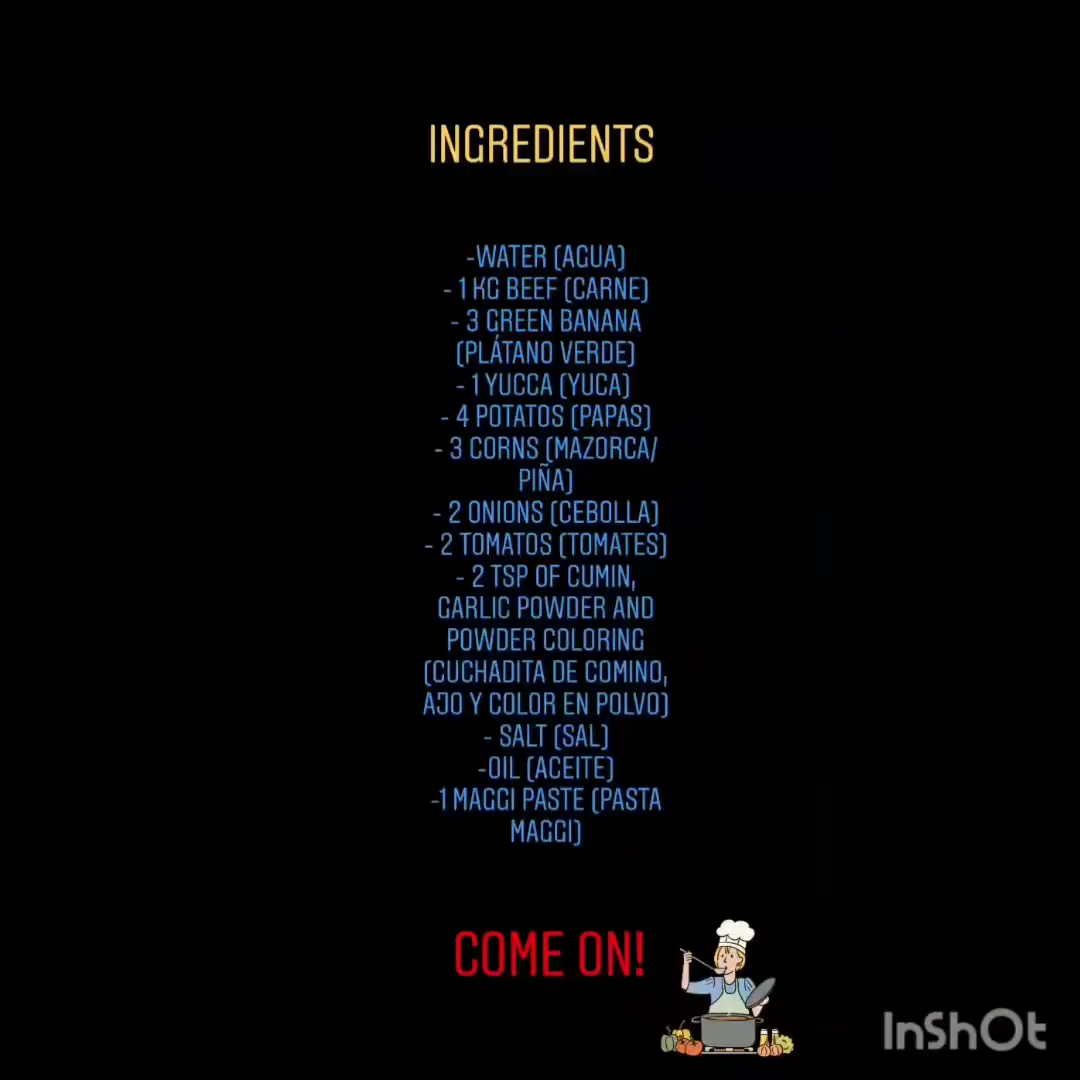 INGREDIENTS
-WATER (AGUA)
- 1 KG BEEF (CARNE)
- 3 GREEN BANANA
(PLÁTANO VERDE)
- 1 YUCCA (YUCA)
- 4 POTATOS (PAPAS)
- 3 CORNS (MAZORCA/
PIÑA)
- 2 ONIONS (CEBOLLA)
- 2 TOMATOS (TOMATES)
- 2 TSP OF CUMIN,
GARLIC POWDER AND
POWDER COLORING
(CUCHADITA DE COMINO,
AJO Y COLOR EN POLVO)
- SALT (SAL)
-OIL (ACEITE)
-1 MAGGI PASTE (PASTA
MAGGI)
COME ON!
InShOt